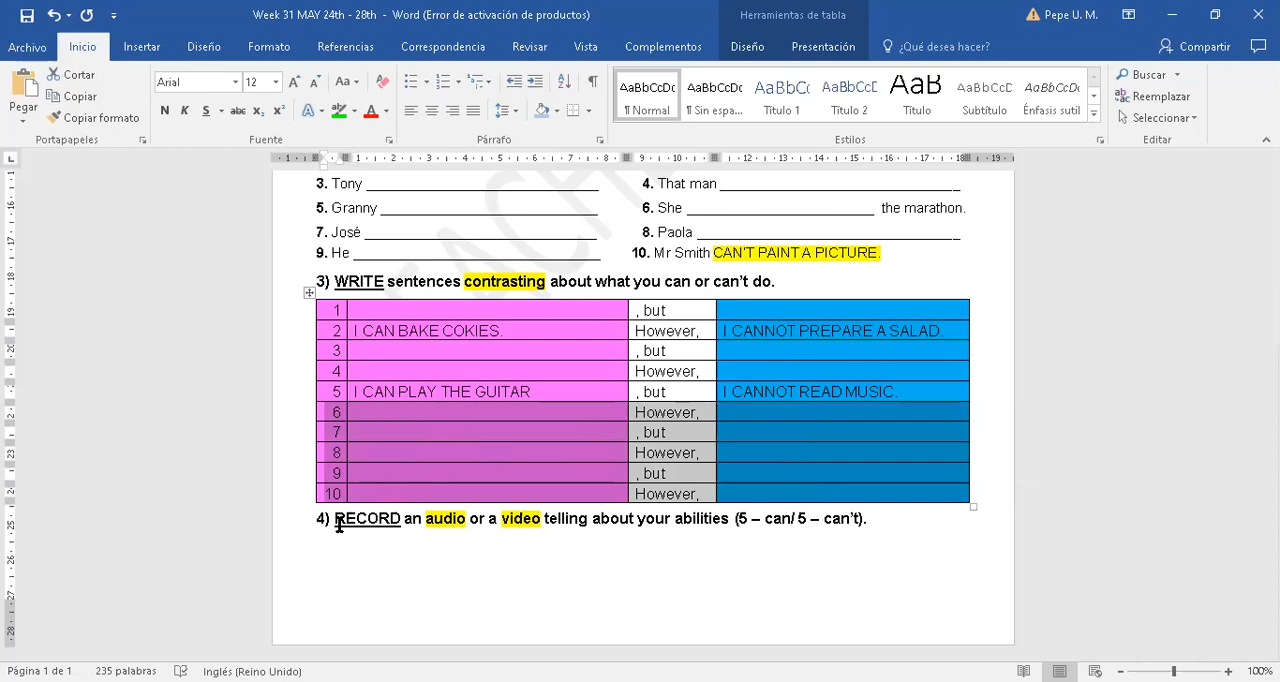 Week 31 MAY 24th - 28th - Word (Error de activación de productos)
Herramientas de tabla
Pepe U. M.
Archivo Inicio Insertar Diseño Formato Referencias Correspondencia Revisar Vista Complementos Diseño Presentación ¿Qué desea hacer? Compartir
Pegar
Cortar
Copiar
Copiar formato
Portapapeles
Arial 12
Fuente
Párrafo
AaBbCcDc ¶ Normal
AaBbCcDc ¶ Sin espa...
AaBbCc Título 1
AaBbCcD Título 2
AaB Título
AaBbCcD Subtítulo
AaBbCcDc Énfasis sutil
Estilos
Buscar
Reemplazar
Seleccionar
Editar
3. Tony ____________ 4. That man ____________
5. Granny ____________ 6. She ____________ the marathon.
7. José ____________ 8. Paola ____________
9. He ____________ 10. Mr Smith CAN'T PAINT A PICTURE.
3) WRITE sentences contrasting about what you can or can't do.
1 , but
2 I CAN BAKE COKIES. However, I CANNOT PREPARE A SALAD.
3 , but
4 However,
5 I CAN PLAY THE GUITAR , but I CANNOT READ MUSIC.
6 However,
7 , but
8 However,
9 , but
10 However,
4) RECORD an audio or a video telling about your abilities (5 – can/ 5 – can't).
Página 1 de 1 235 palabras Inglés (Reino Unido) 100%